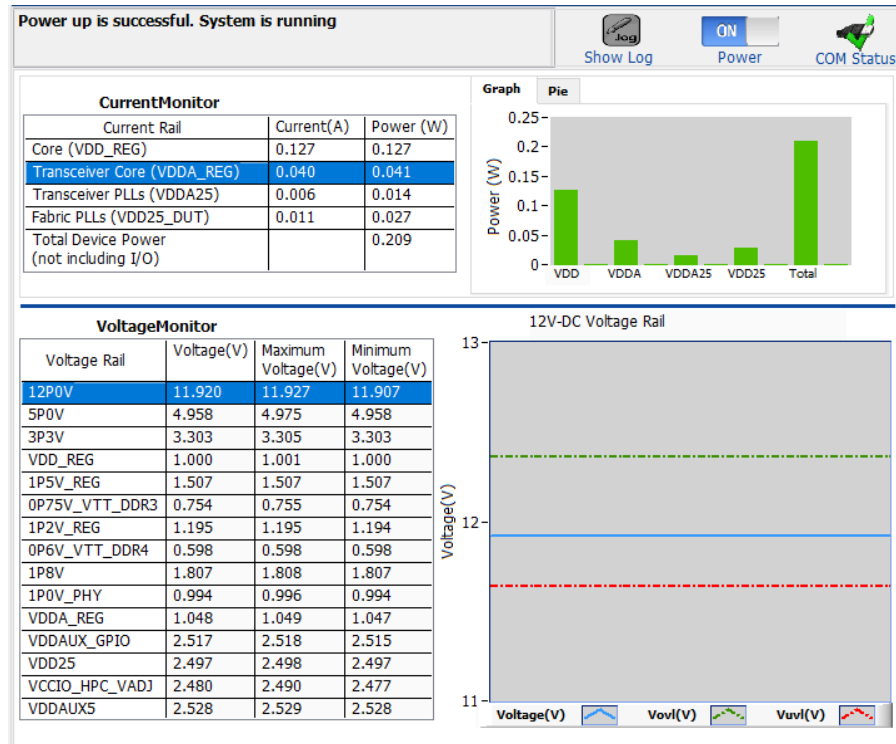 Power up is successful. System is running
.log
Show Log
ON
Power
COM Status
CurrentMonitor
Current Rail Current(A) Power (W)
Core (VDD_REG) 0.127 0.127
Transceiver Core (VDDA_REG) 0.040 0.041
Transceiver PLLs (VDDA25) 0.006 0.014
Fabric PLLs (VDD25_DUT) 0.011 0.027
Total Device Power
(not including I/O) 0.209
Graph Pie
Power (W)
0.25
0.2
0.15
0.1
0.05
0
VDD VDDA VDDA25 VDD25 Total
VoltageMonitor
Voltage Rail Voltage(V) Maximum Voltage(V) Minimum Voltage(V)
12P0V 11.920 11.927 11.907
5P0V 4.958 4.975 4.958
3P3V 3.303 3.305 3.303
VDD_REG 1.000 1.001 1.000
1P5V_REG 1.507 1.507 1.507
0P75V_VTT_DDR3 0.754 0.755 0.754
1P2V_REG 1.195 1.195 1.194
0P6V_VTT_DDR4 0.598 0.598 0.598
1P8V 1.807 1.808 1.807
1P0V_PHY 0.994 0.996 0.994
VDDA_REG 1.048 1.049 1.047
VDDAUX_GPIO 2.517 2.518 2.515
VDD25 2.497 2.498 2.497
VCCIO_HPC_VADJ 2.480 2.490 2.477
VDDAUX5 2.528 2.529 2.528
12V-DC Voltage Rail
Voltage(V)
13
12
11
Voltage(V) Vovl(V) Vuvl(V)